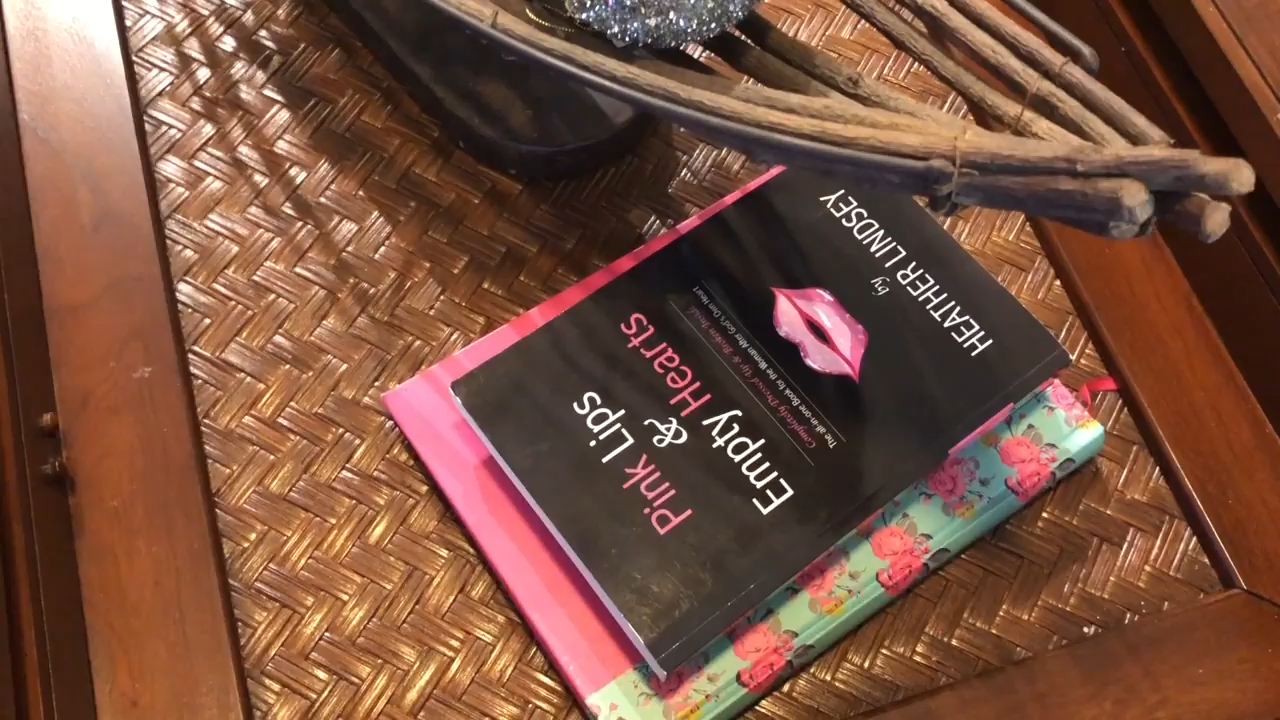 Pink Lips
&
Empty Hearts
Completely Dressed Up & Broken Inside
The all-in-one Book for the Woman After God's Own Heart
by
HEATHER LINDSEY